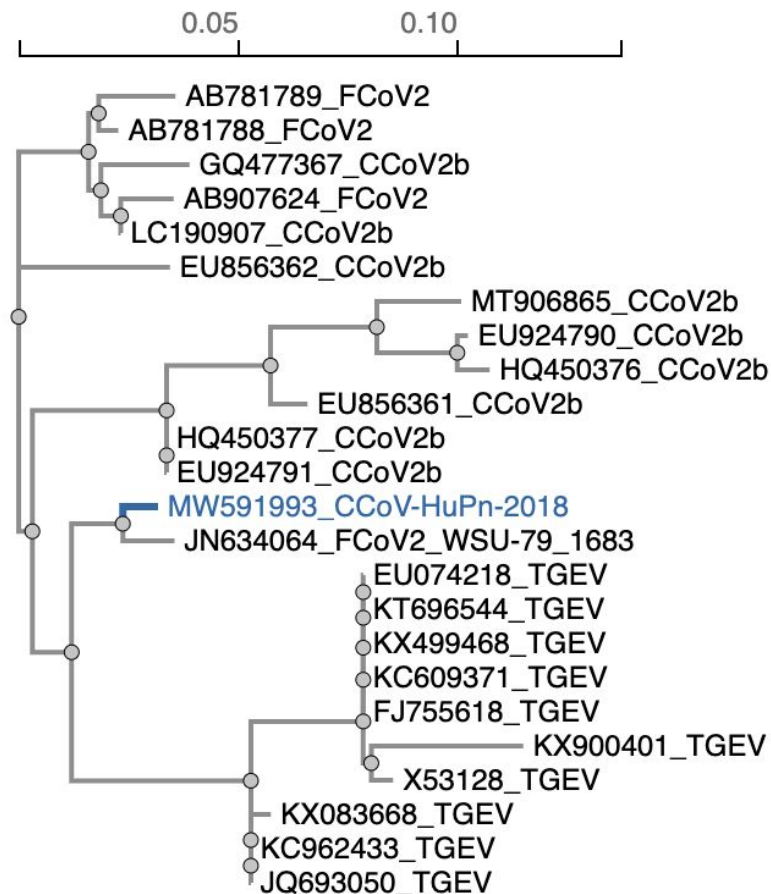 0.05 0.10
AB781789_FCoV2
AB781788_FCoV2
GQ477367_CCoV2b
AB907624_FCoV2
LC190907_CCoV2b
EU856362_CCoV2b
MT906865_CCoV2b
EU924790_CCoV2b
HQ450376_CCoV2b
EU856361_CCoV2b
HQ450377_CCoV2b
EU924791_CCoV2b
MW591993_CCoV-HuPn-2018
JN634064_FCoV2_WSU-79_1683
EU074218_TGEV
KT696544_TGEV
KX499468_TGEV
KC609371_TGEV
FJ755618_TGEV
KX900401_TGEV
X53128_TGEV
KX083668_TGEV
KC962433_TGEV
JQ693050_TGEV